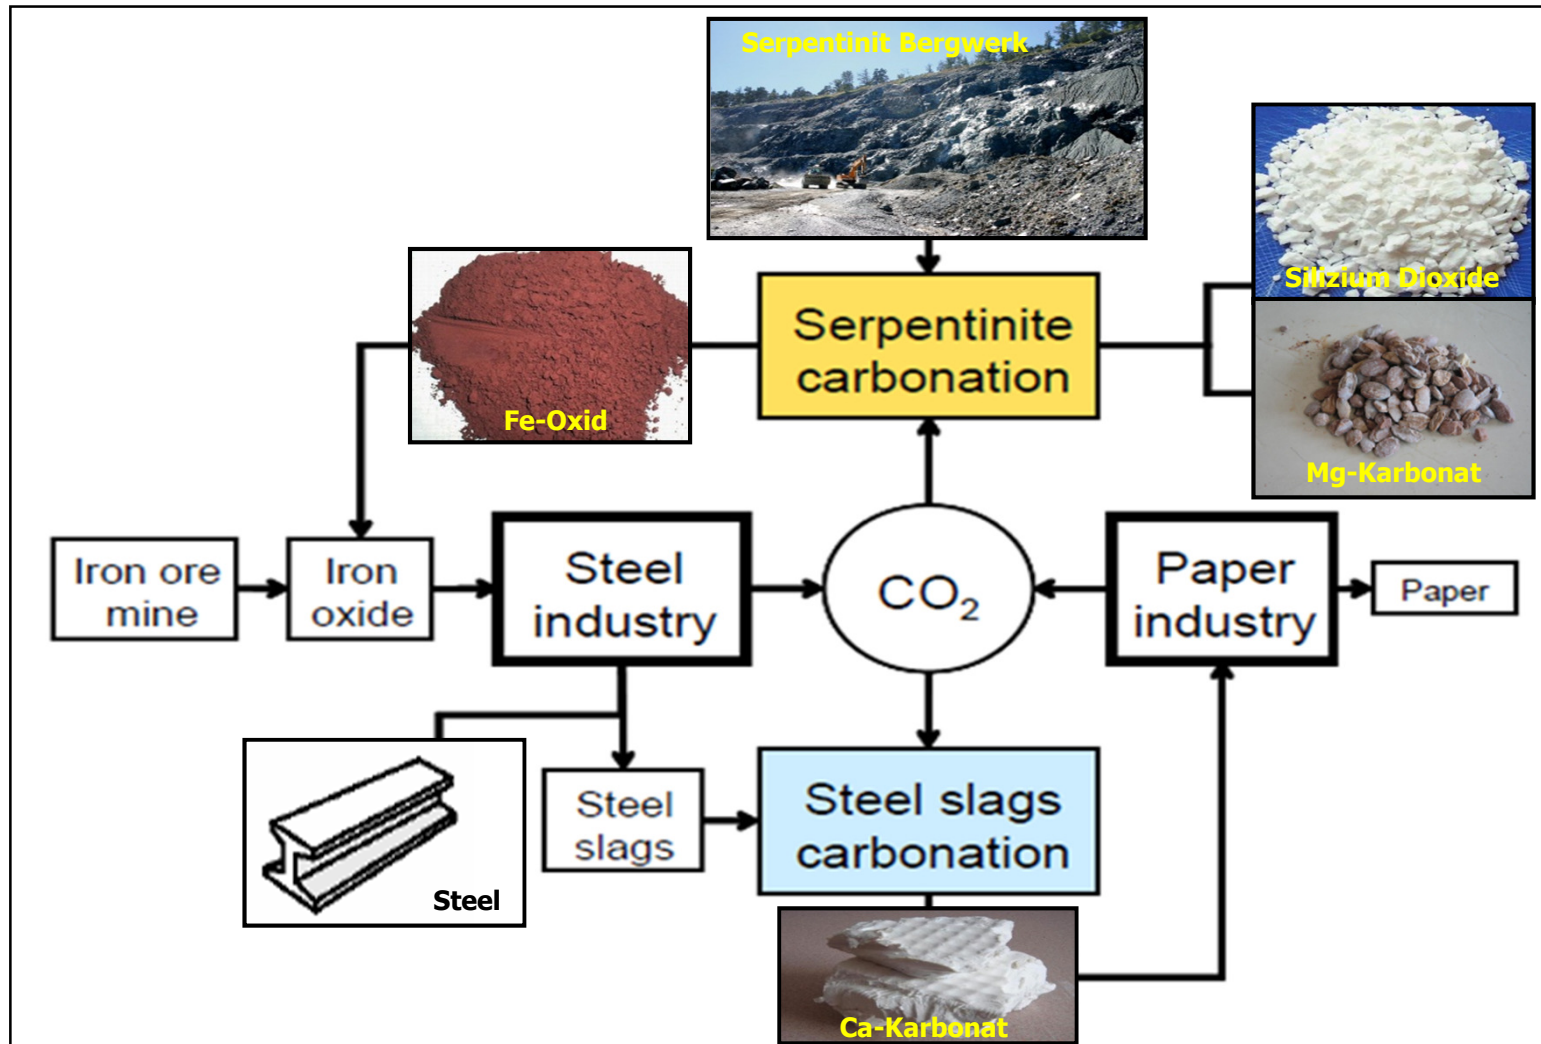 Serpentinit Bergwerk
Silizium Dioxide
Serpentinite
carbonation
Fe-Oxid
Mg-Karbonat
Iron ore
mine
Iron
oxide
Steel
industry
CO₂
Paper
industry
Paper
Steel
Steel
slags
Steel slags
carbonation
Ca-Karbonat